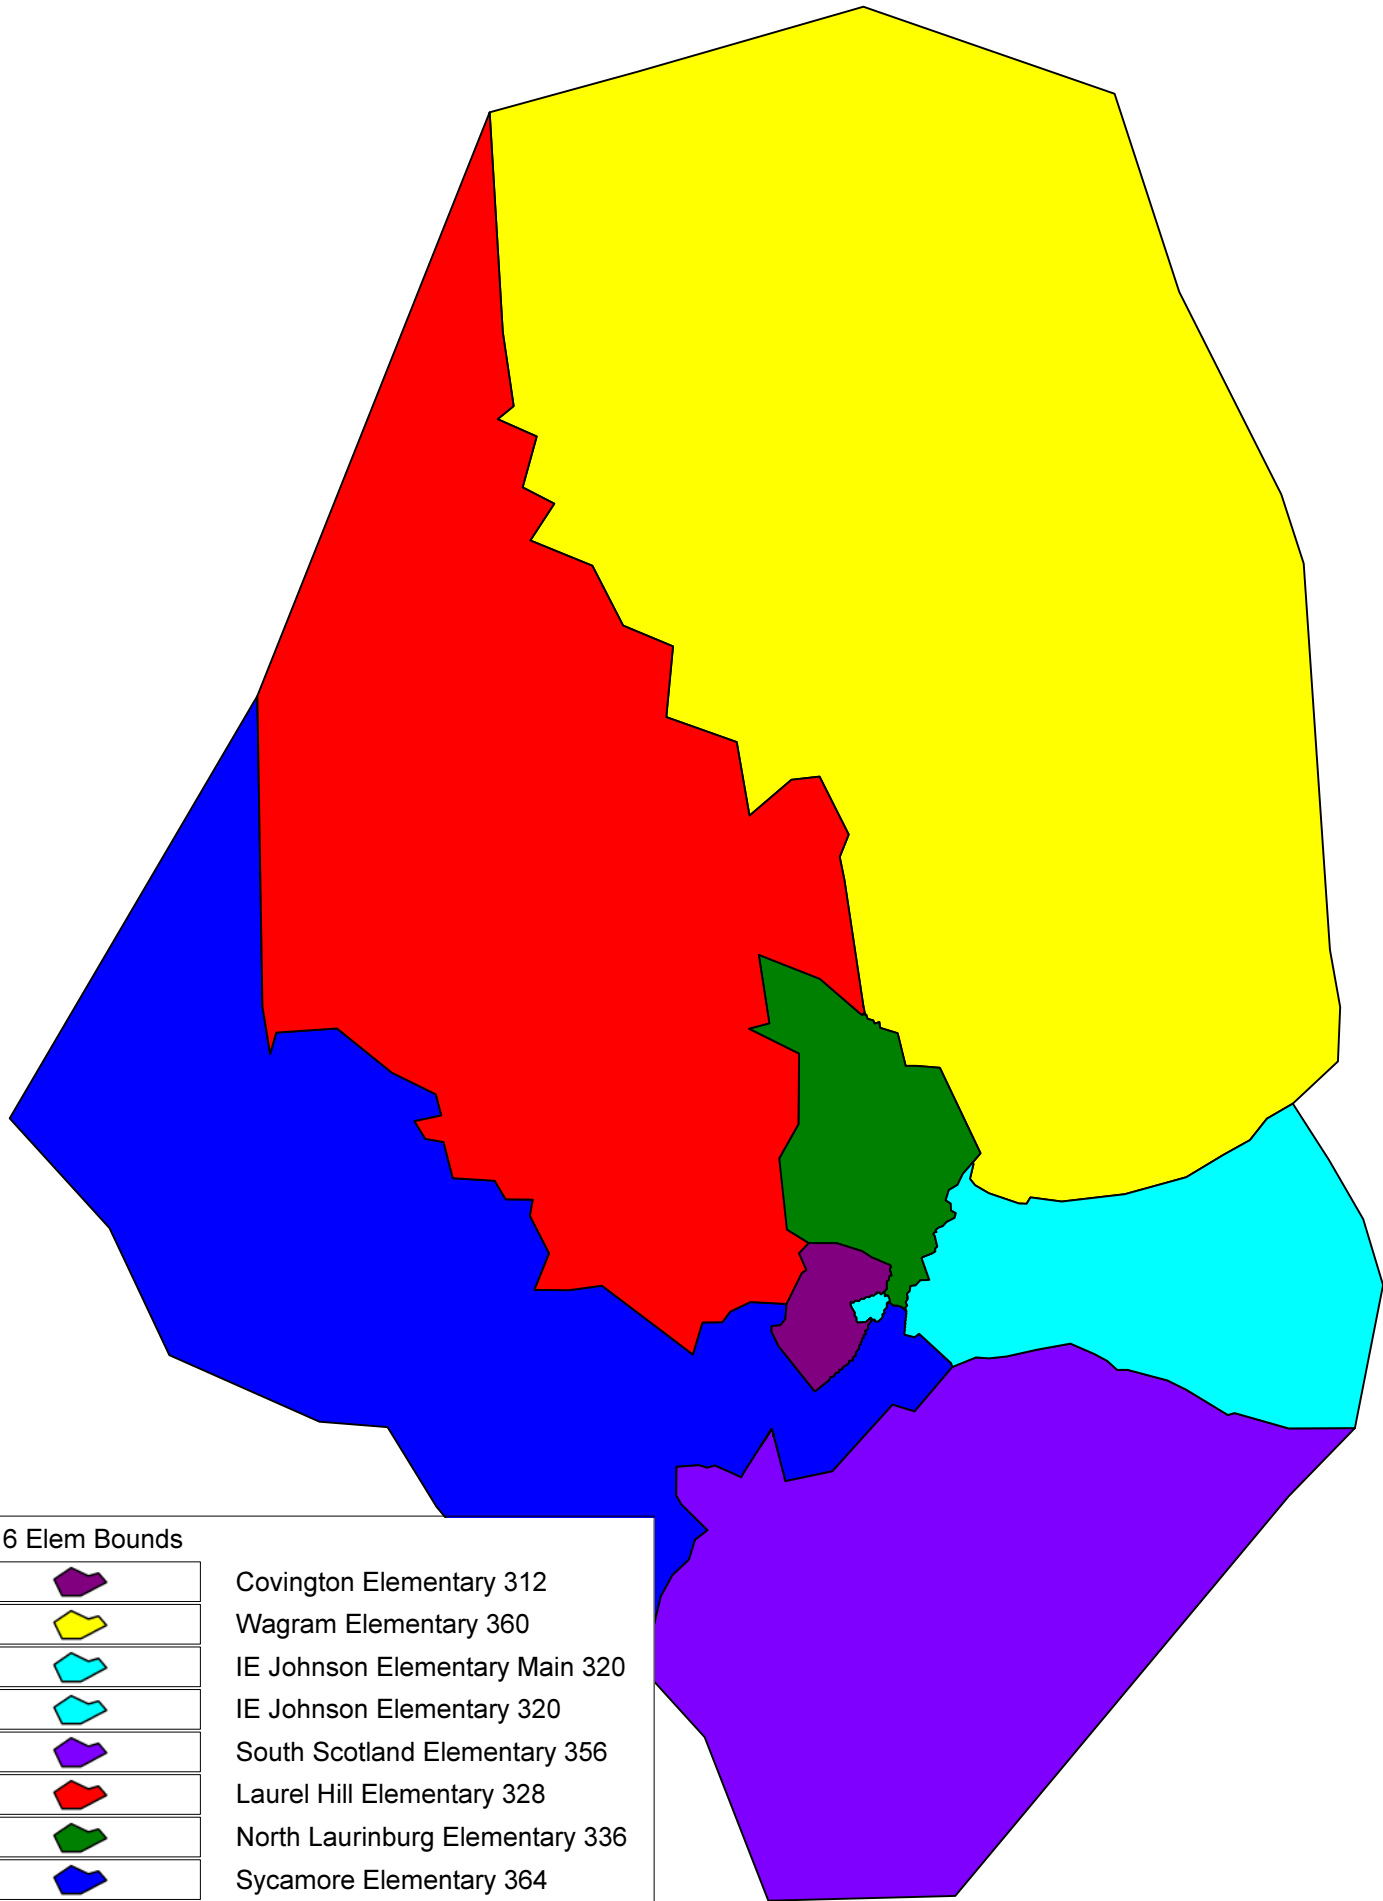 6 Elem Bounds
Covington Elementary 312
Wagram Elementary 360
IE Johnson Elementary Main 320
IE Johnson Elementary 320
South Scotland Elementary 356
Laurel Hill Elementary 328
North Laurinburg Elementary 336
Sycamore Elementary 364